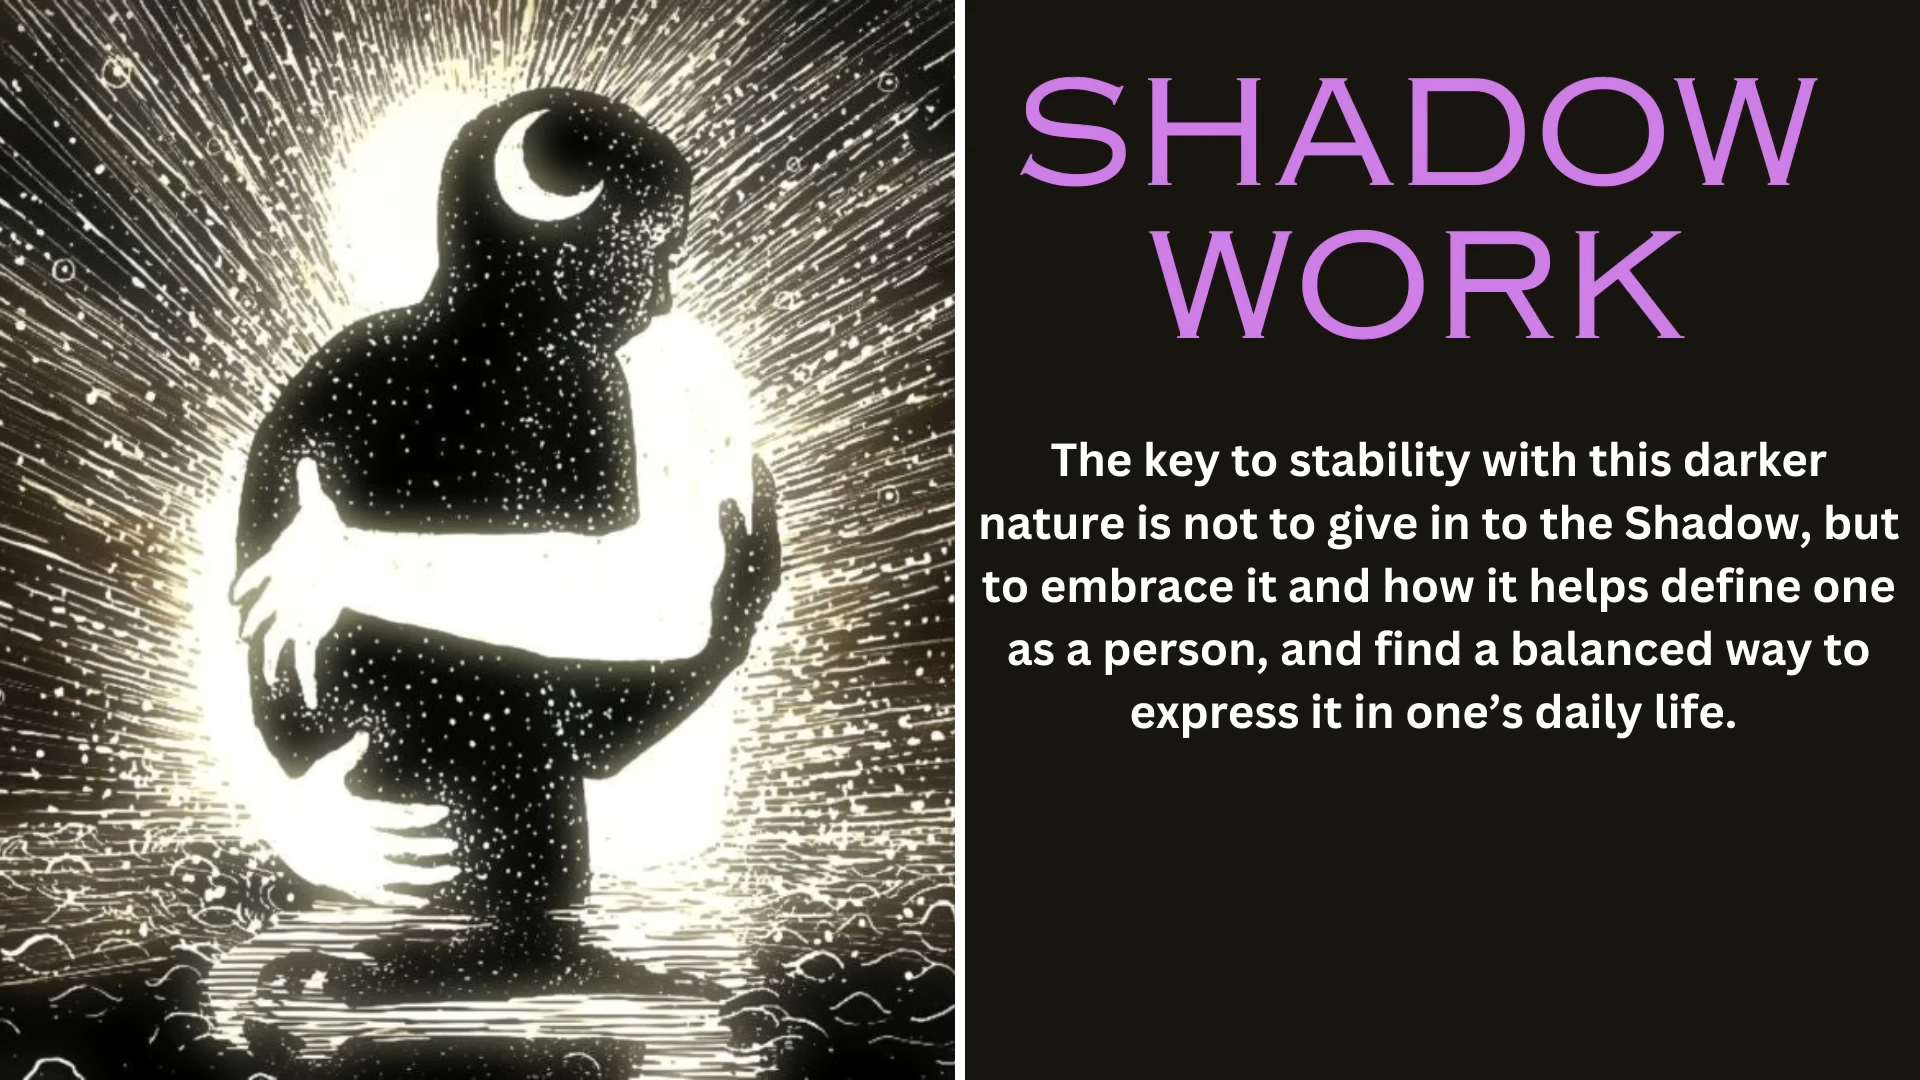 SHADOW
WORK
The key to stability with this darker
nature is not to give in to the Shadow, but
to embrace it and how it helps define one
as a person, and find a balanced way to
express it in one’s daily life.